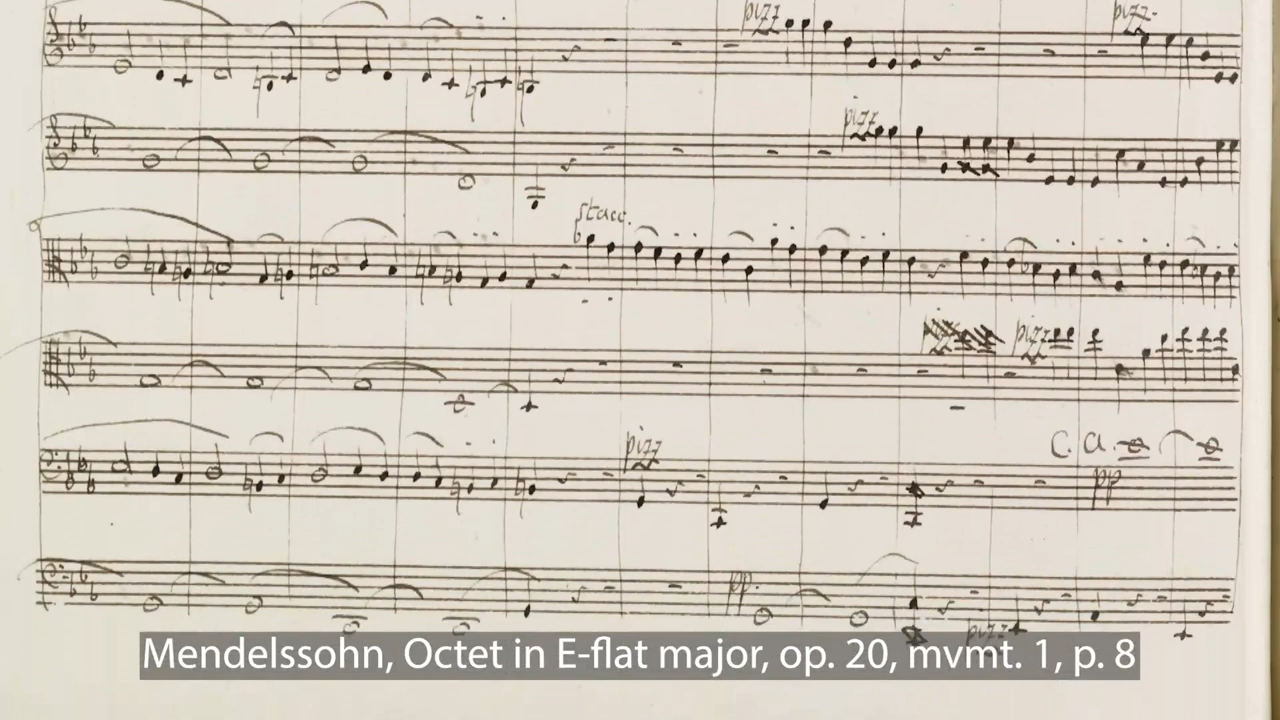 pizz
pizz.
pizz
stacc.
pizz
pizz
C. a.
pp
pp.
pizz
Mendelssohn, Octet in E-flat major, op. 20, mvmt. 1, p. 8